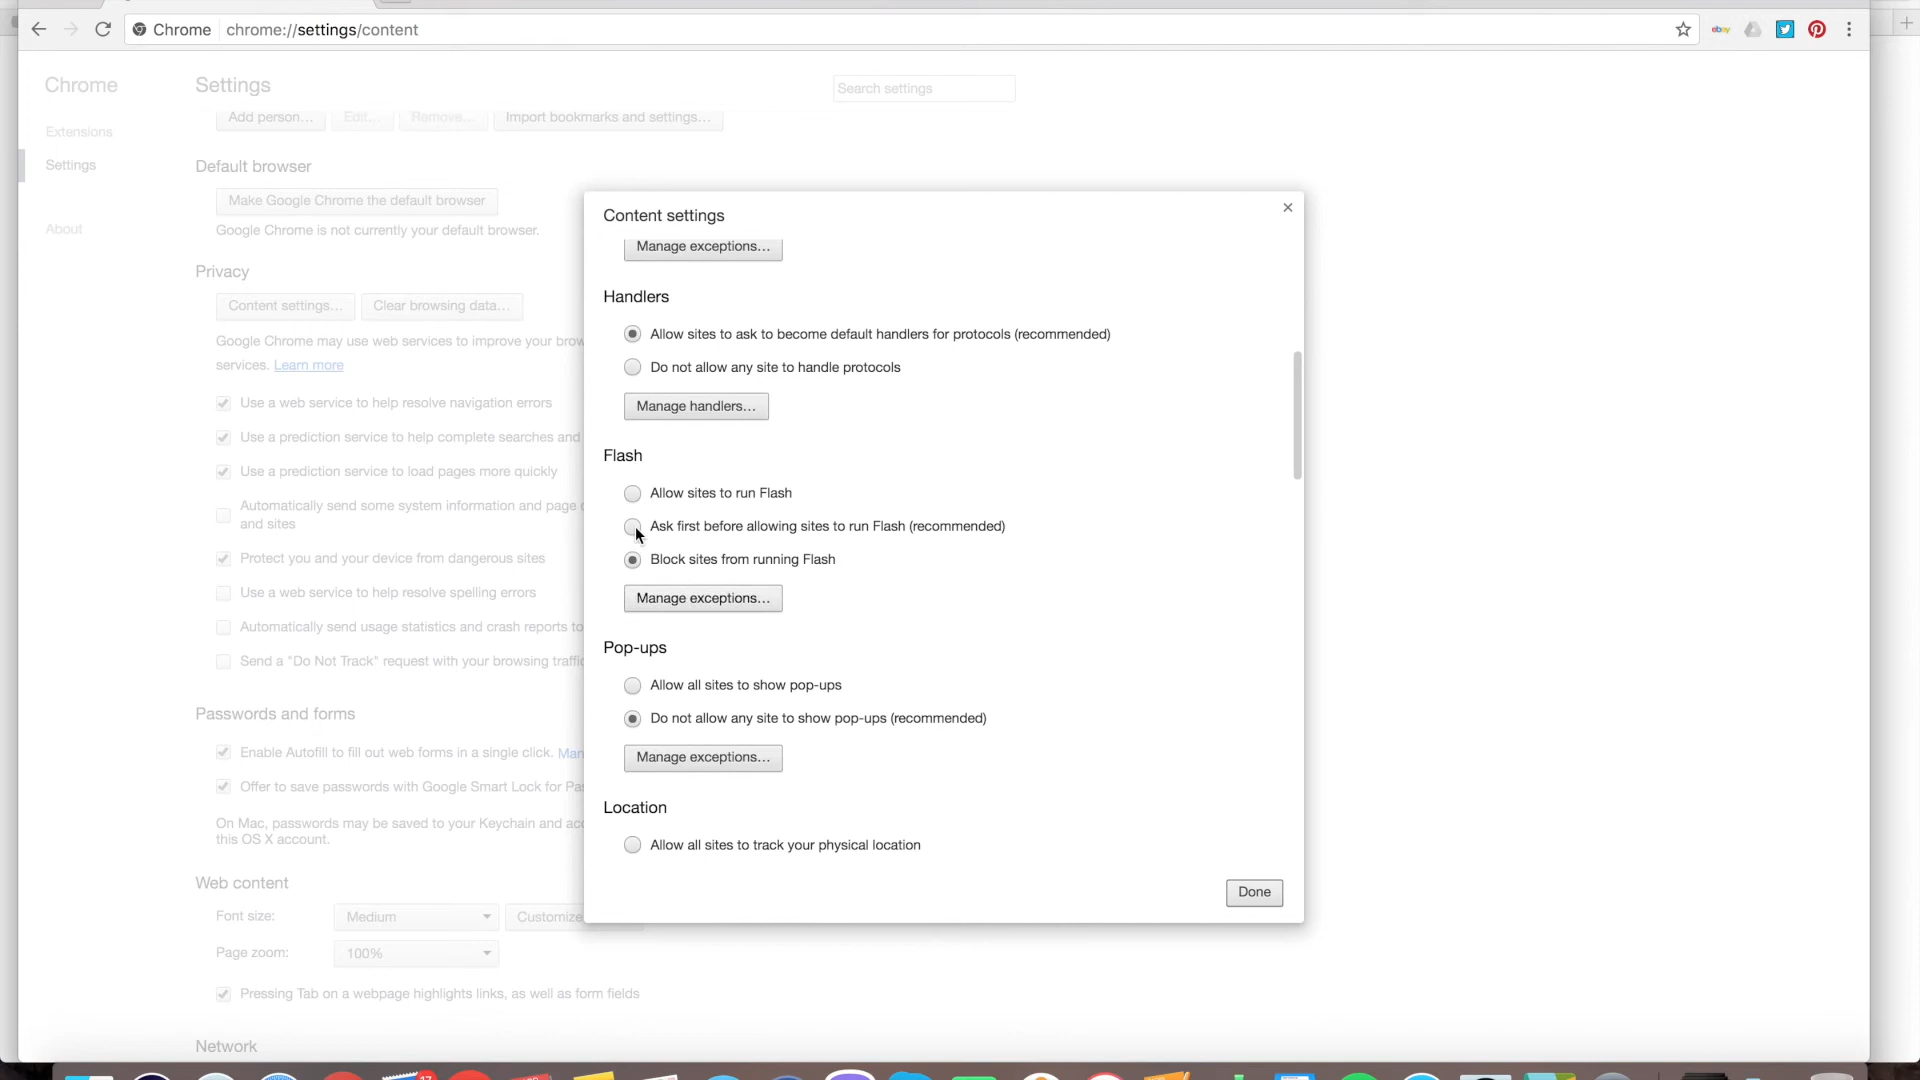 Chrome
chrome://settings/content
ebay
Chrome
Settings
Search settings
Extensions
Settings
About
Add person...
Edit...
Remove...
Import bookmarks and settings...
Default browser
Make Google Chrome the default browser
Google Chrome is not currently your default browser.
Privacy
Content settings...
Clear browsing data...
Google Chrome may use web services to improve your brow
services. Learn more
Use a web service to help resolve navigation errors
Use a prediction service to help complete searches and
Use a prediction service to load pages more quickly
Automatically send some system information and page
and sites
Protect you and your device from dangerous sites
Use a web service to help resolve spelling errors
Automatically send usage statistics and crash reports to
Send a "Do Not Track" request with your browsing traffic
Passwords and forms
Enable Autofill to fill out web forms in a single click. Man
Offer to save passwords with Google Smart Lock for Pas
On Mac, passwords may be saved to your Keychain and acc
this OS X account.
Web content
Font size:
Medium
Customize
Page zoom:
100%
Pressing Tab on a webpage highlights links, as well as form fields
Network
Content settings
Manage exceptions...
Handlers
Allow sites to ask to become default handlers for protocols (recommended)
Do not allow any site to handle protocols
Manage handlers...
Flash
Allow sites to run Flash
Ask first before allowing sites to run Flash (recommended)
Block sites from running Flash
Manage exceptions...
Pop-ups
Allow all sites to show pop-ups
Do not allow any site to show pop-ups (recommended)
Manage exceptions...
Location
Allow all sites to track your physical location
Done
17